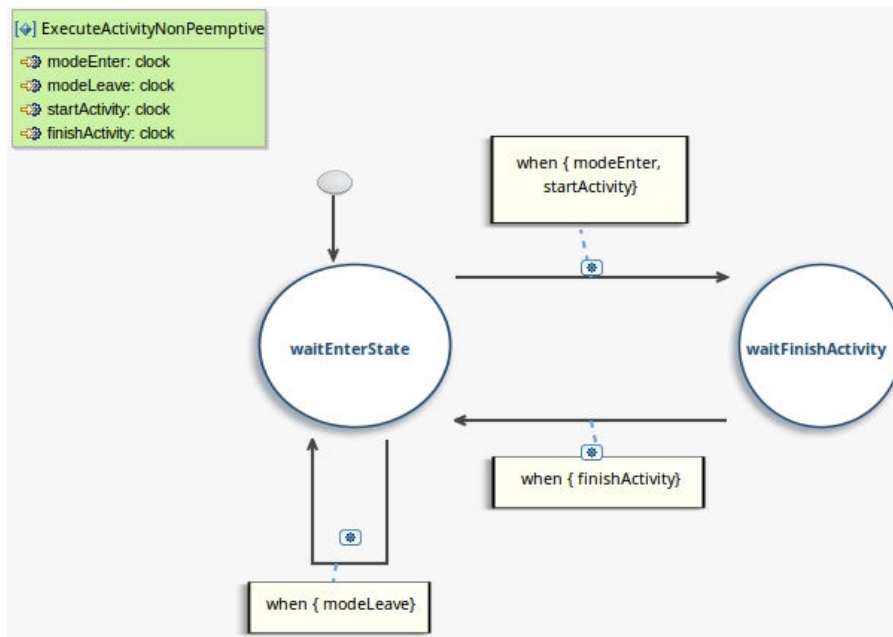 ExecuteActivityNonPeemptive
modeEnter: clock
modeLeave: clock
startActivity: clock
finishActivity: clock
when { modeEnter,
startActivity}
waitEnterState
waitFinishActivity
when { finishActivity}
when { modeLeave}